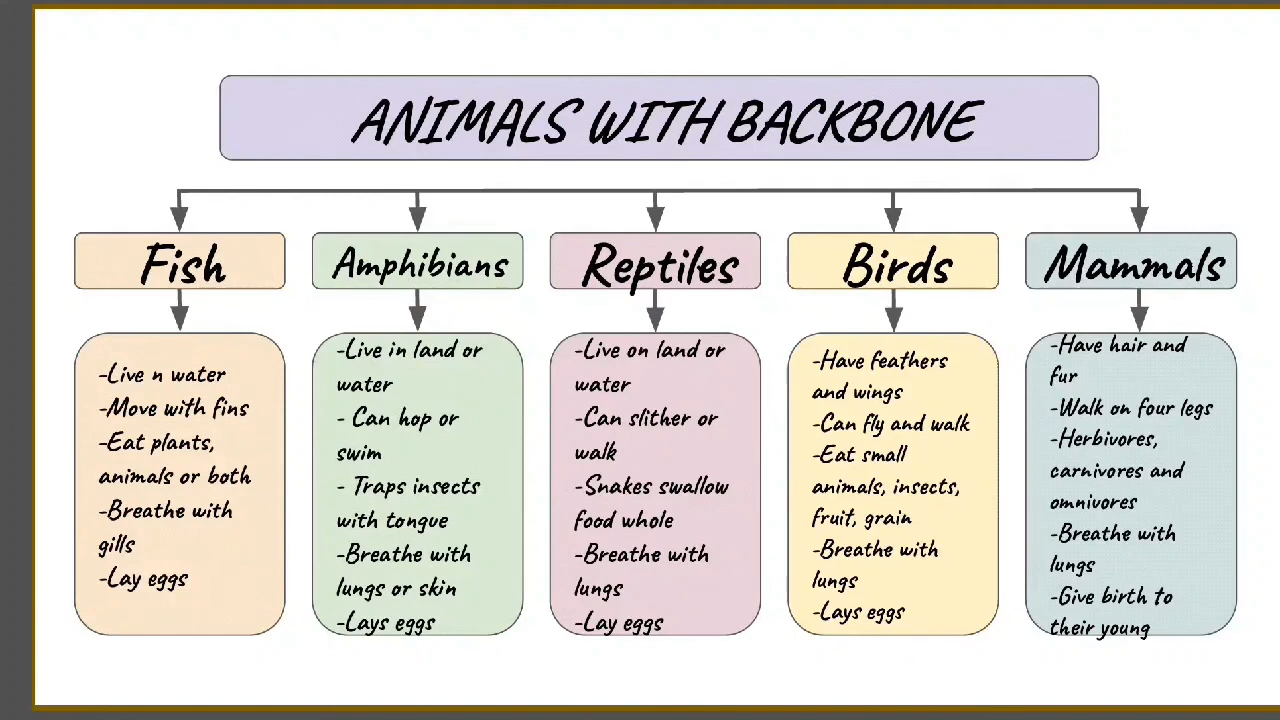 ANIMALS WITH BACKBONE
Fish
Amphibians
Reptiles
Birds
Mammals
-Live n water
-Move with fins
-Eat plants,
animals or both
-Breathe with
gills
-Lay eggs
-Live in land or
water
- Can hop or
swim
- Traps insects
with tongue
-Breathe with
lungs or skin
-Lays eggs
-Live on land or
water
-Can slither or
walk
-Snakes swallow
food whole
-Breathe with
lungs
-Lay eggs
-Have feathers
and wings
-Can fly and walk
-Eat small
animals, insects,
fruit, grain
-Breathe with
lungs
-Lays eggs
-Have hair and
fur
-Walk on four legs
-Herbivores,
carnivores and
omnivores
-Breathe with
lungs
-Give birth to
their young